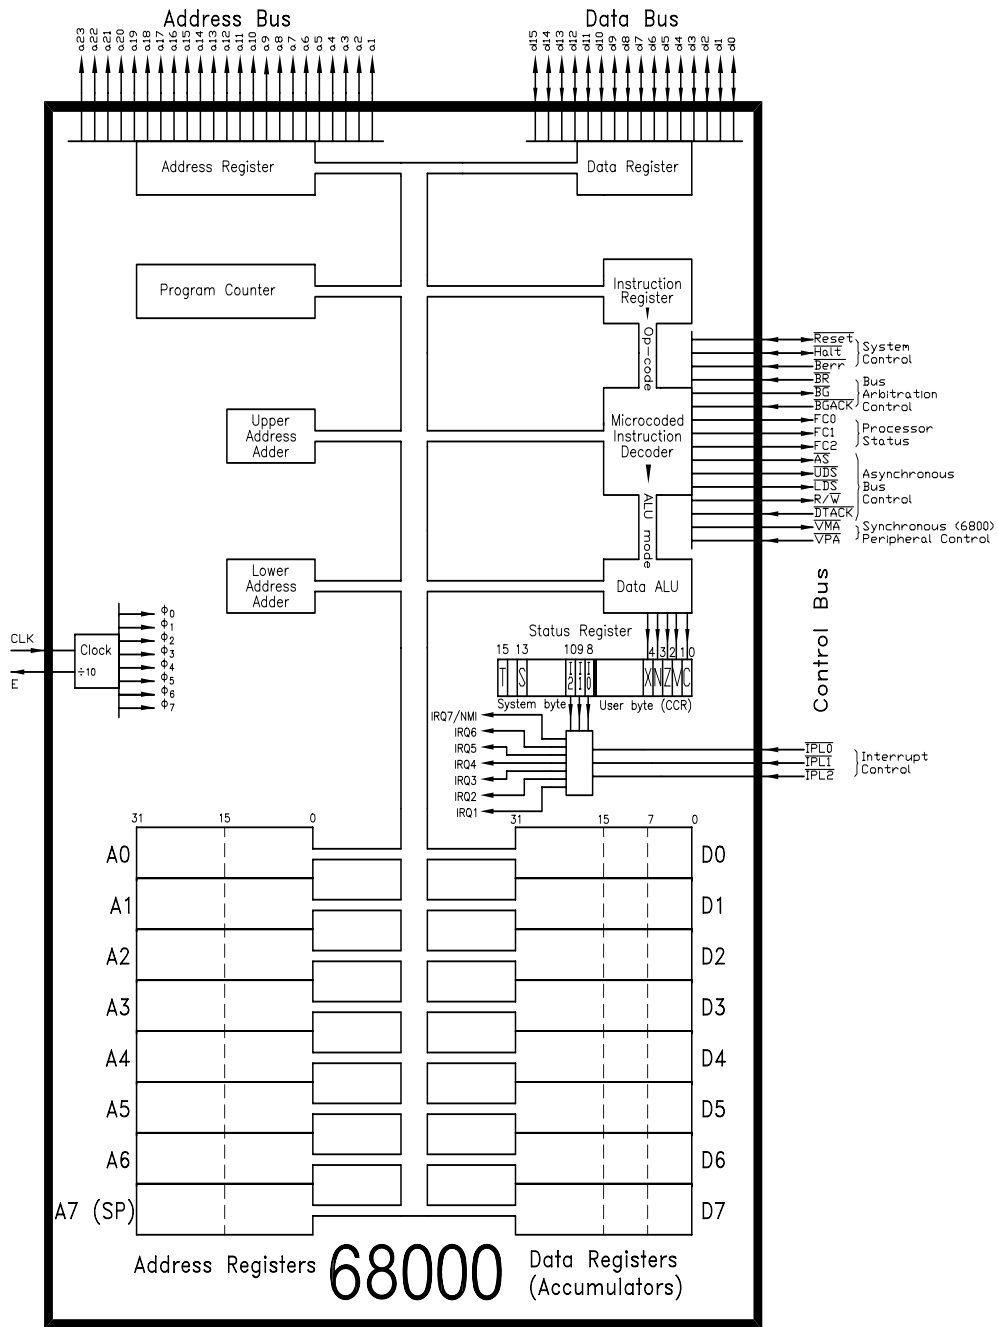 Address Bus
Data Bus
a23 a22 a21 a20 a19 a18 a17 a16 a15 a14 a13 a12 a11 a10 a9 a8 a7 a6 a5 a4 a3 a2 a1
d15 d14 d13 d12 d11 d10 d9 d8 d7 d6 d5 d4 d3 d2 d1 d0
Address Register
Data Register
Program Counter
Instruction
Register
Op-code
Upper
Address
Adder
Microcoded
Instruction
Decoder
ALU mode
Lower
Address
Adder
Data ALU
Reset
Halt
Berr
System
Control
BR
BG
BGACK
Bus
Arbitration
Control
FC0
FC1
FC2
Processor
Status
AS
UDS
LDS
R/W
DTACK
Asynchronous
Bus
Control
VMA
VPA
Synchronous (6800)
Peripheral Control
Control Bus
CLK
E
Clock
÷10
Φ0
Φ1
Φ2
Φ3
Φ4
Φ5
Φ6
Φ7
Status Register
15 13 10 9 8 4 3 2 1 0
T S I2 I1 I0 X N Z V C
System byte
User byte (CCR)
IRQ7/NMI
IRQ6
IRQ5
IRQ4
IRQ3
IRQ2
IRQ1
IPL0
IPL1
IPL2
Interrupt
Control
31 15 0
31 15 7 0
A0
D0
A1
D1
A2
D2
A3
D3
A4
D4
A5
D5
A6
D6
A7 (SP)
D7
Address Registers
68000
Data Registers
(Accumulators)